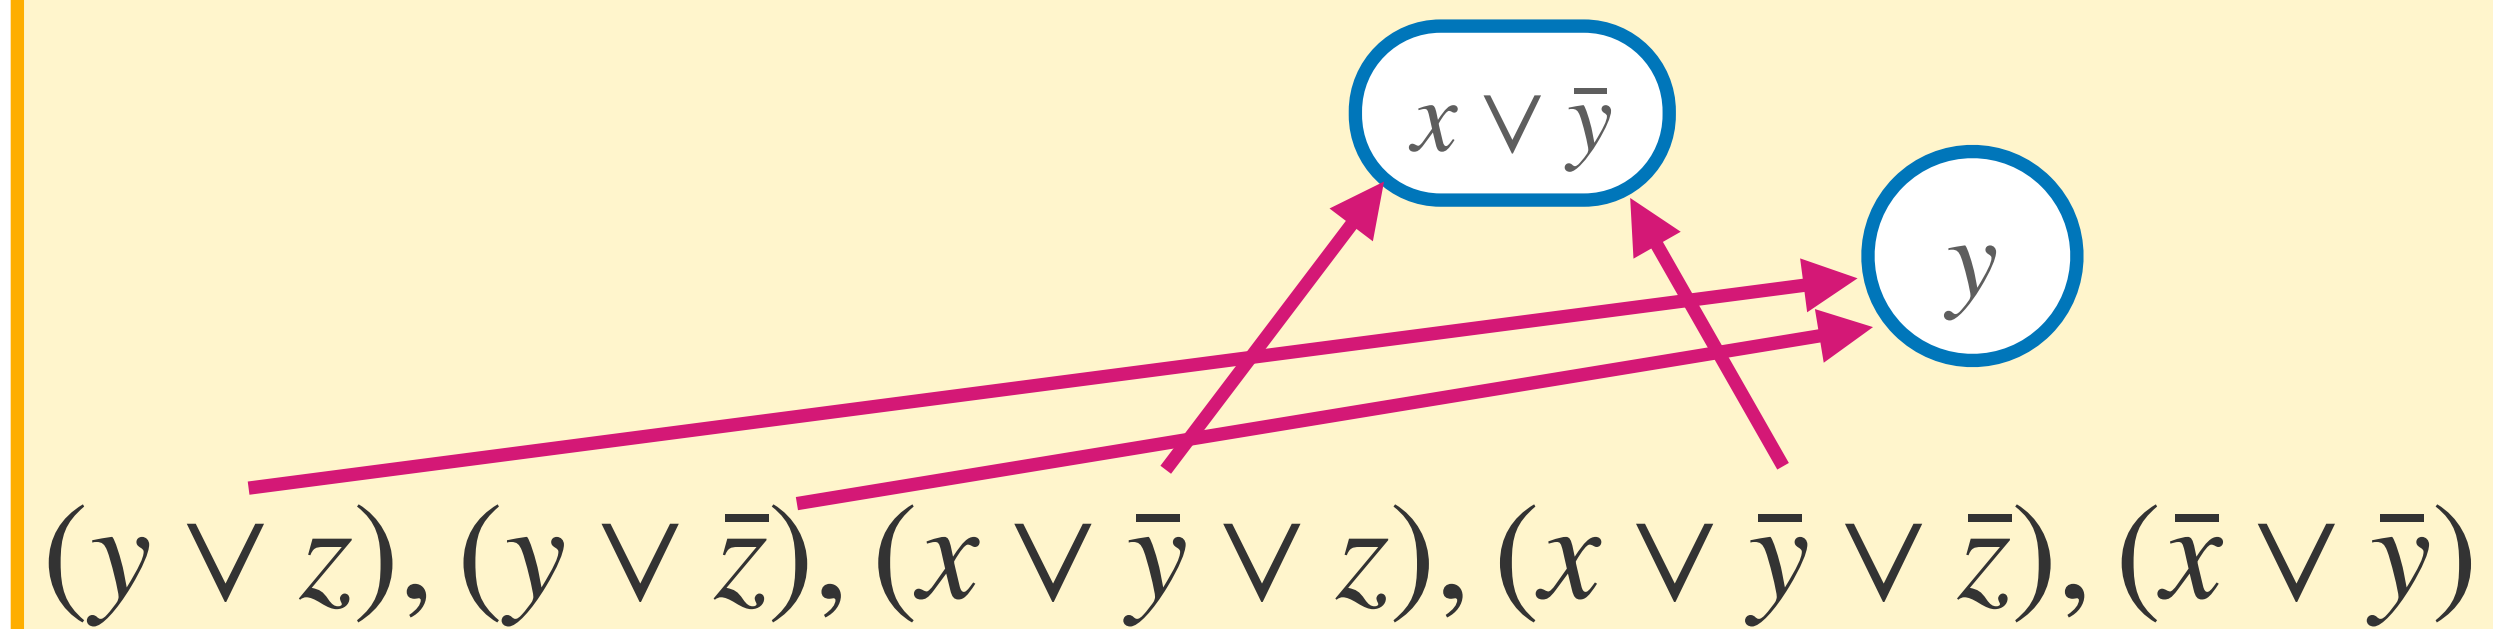 x ∨ ȳ
y
(y ∨ z), (y ∨ z̄), (x ∨ ȳ ∨ z), (x ∨ ȳ ∨ z̄), (x̄ ∨ ȳ)